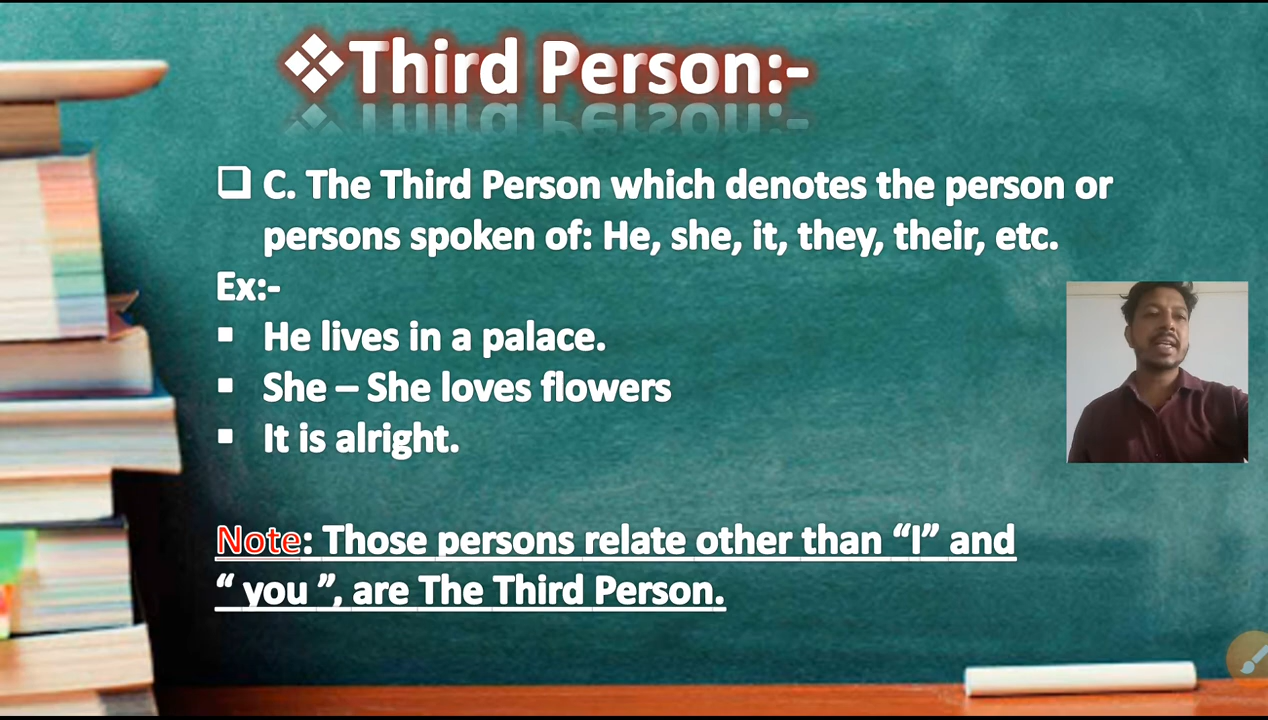 ❖Third Person:-
❑ C. The Third Person which denotes the person or
persons spoken of: He, she, it, they, their, etc.
Ex:-
▪ He lives in a palace.
▪ She – She loves flowers
▪ It is alright.
Note: Those persons relate other than “I” and
“ you ”, are The Third Person.